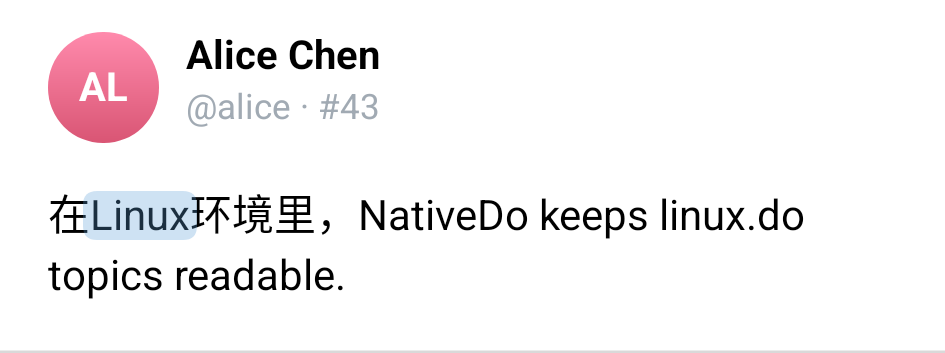 AL
Alice Chen
@alice · #43
在Linux环境里，NativeDo keeps linux.do
topics readable.